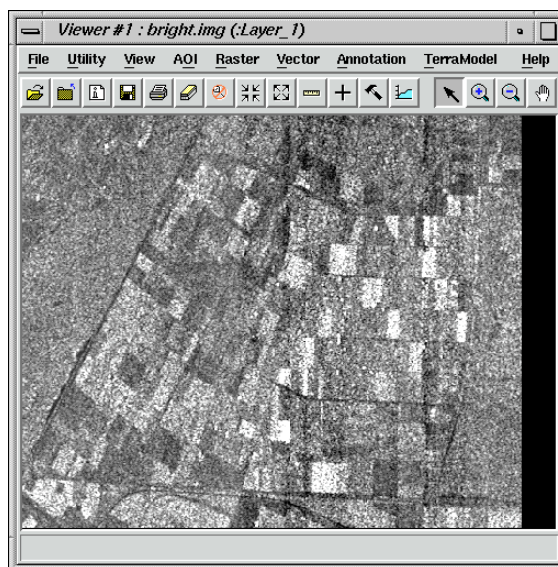 Viewer #1 : bright.img (:Layer_1)
File Utility View AOI Raster Vector Annotation TerraModel Help